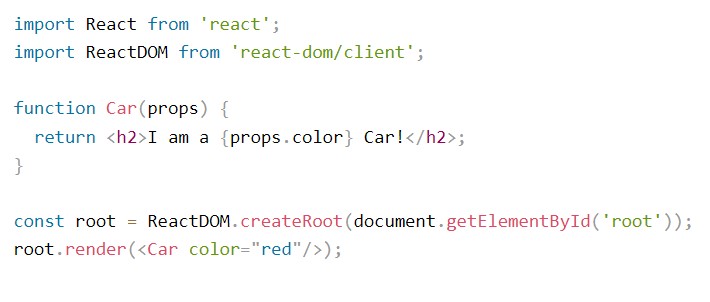 import React from 'react';
import ReactDOM from 'react-dom/client';
function Car(props) {
  return <h2>I am a {props.color} Car!</h2>;
}
const root = ReactDOM.createRoot(document.getElementById('root'));
root.render(<Car color="red"/>);